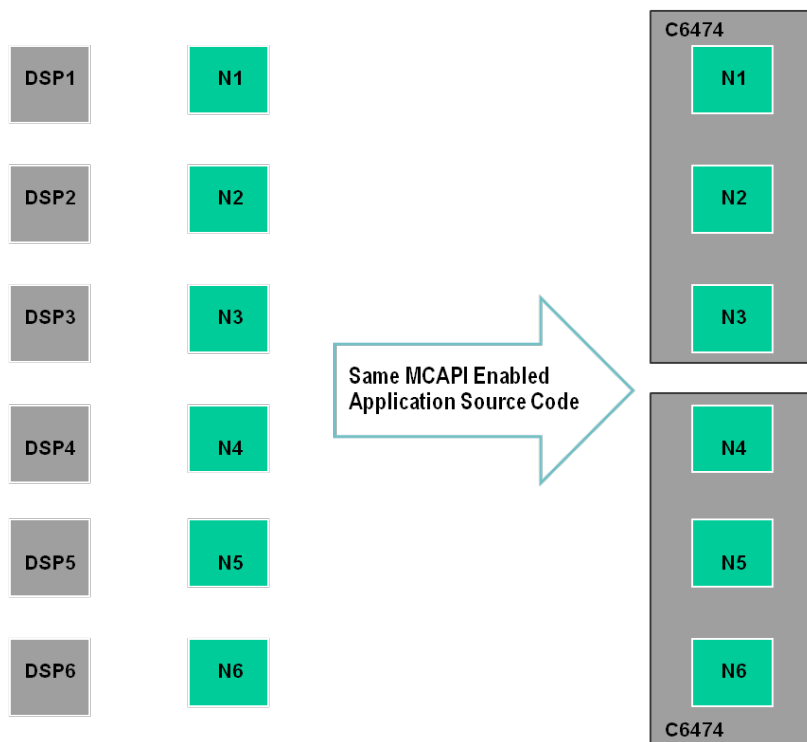 C6474
DSP1
N1
N1
DSP2
N2
N2
DSP3
N3
N3
Same MCAPI Enabled
Application Source Code
DSP4
N4
N4
DSP5
N5
N5
DSP6
N6
N6
C6474